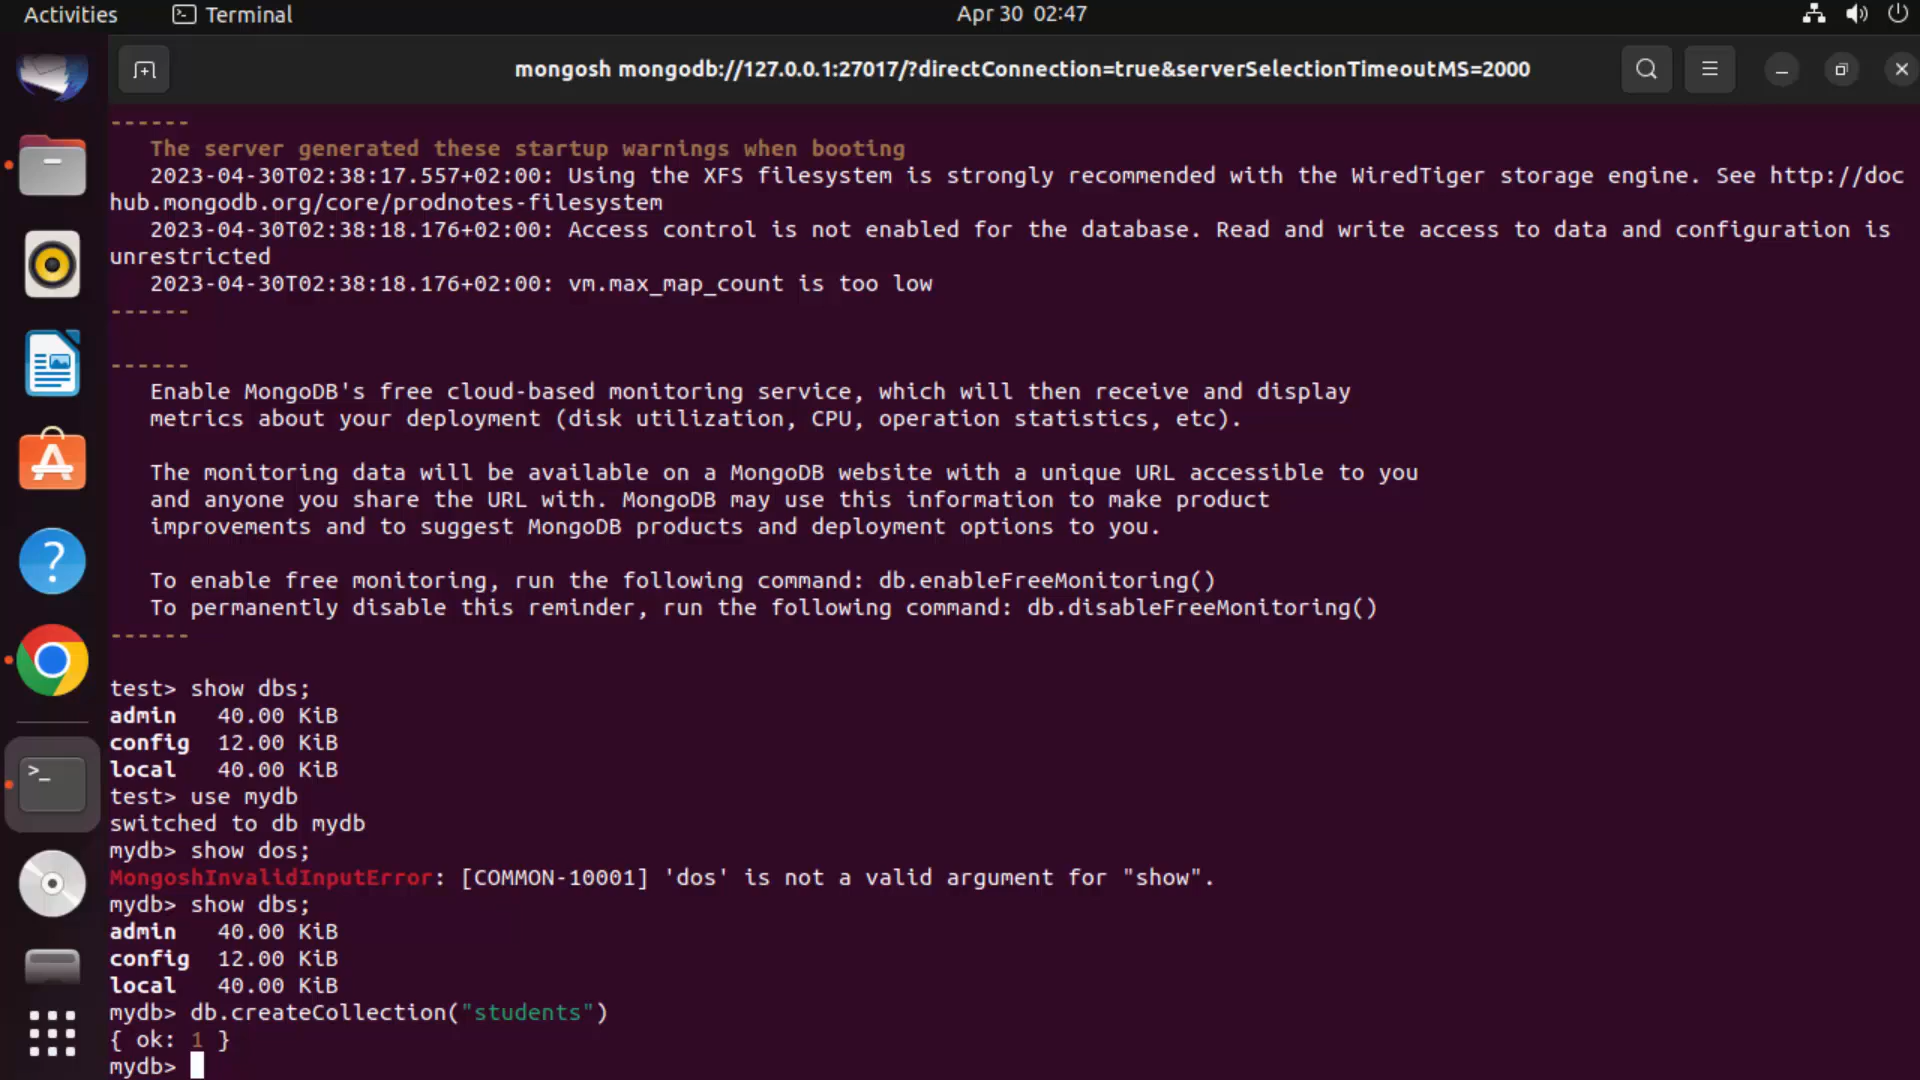 Activities Terminal Apr 30 02:47
mongosh mongodb://127.0.0.1:27017/?directConnection=true&serverSelectionTimeoutMS=2000
------
The server generated these startup warnings when booting
2023-04-30T02:38:17.557+02:00: Using the XFS filesystem is strongly recommended with the WiredTiger storage engine. See http://doc
hub.mongodb.org/core/prodnotes-filesystem
2023-04-30T02:38:18.176+02:00: Access control is not enabled for the database. Read and write access to data and configuration is
unrestricted
2023-04-30T02:38:18.176+02:00: vm.max_map_count is too low
------
------
Enable MongoDB's free cloud-based monitoring service, which will then receive and display
metrics about your deployment (disk utilization, CPU, operation statistics, etc).
The monitoring data will be available on a MongoDB website with a unique URL accessible to you
and anyone you share the URL with. MongoDB may use this information to make product
improvements and to suggest MongoDB products and deployment options to you.
To enable free monitoring, run the following command: db.enableFreeMonitoring()
To permanently disable this reminder, run the following command: db.disableFreeMonitoring()
------
test> show dbs;
admin 40.00 KiB
config 12.00 KiB
local 40.00 KiB
test> use mydb
switched to db mydb
mydb> show dos;
MongoshInvalidInputError: [COMMON-10001] 'dos' is not a valid argument for "show".
mydb> show dbs;
admin 40.00 KiB
config 12.00 KiB
local 40.00 KiB
mydb> db.createCollection("students")
{ ok: 1 }
mydb>